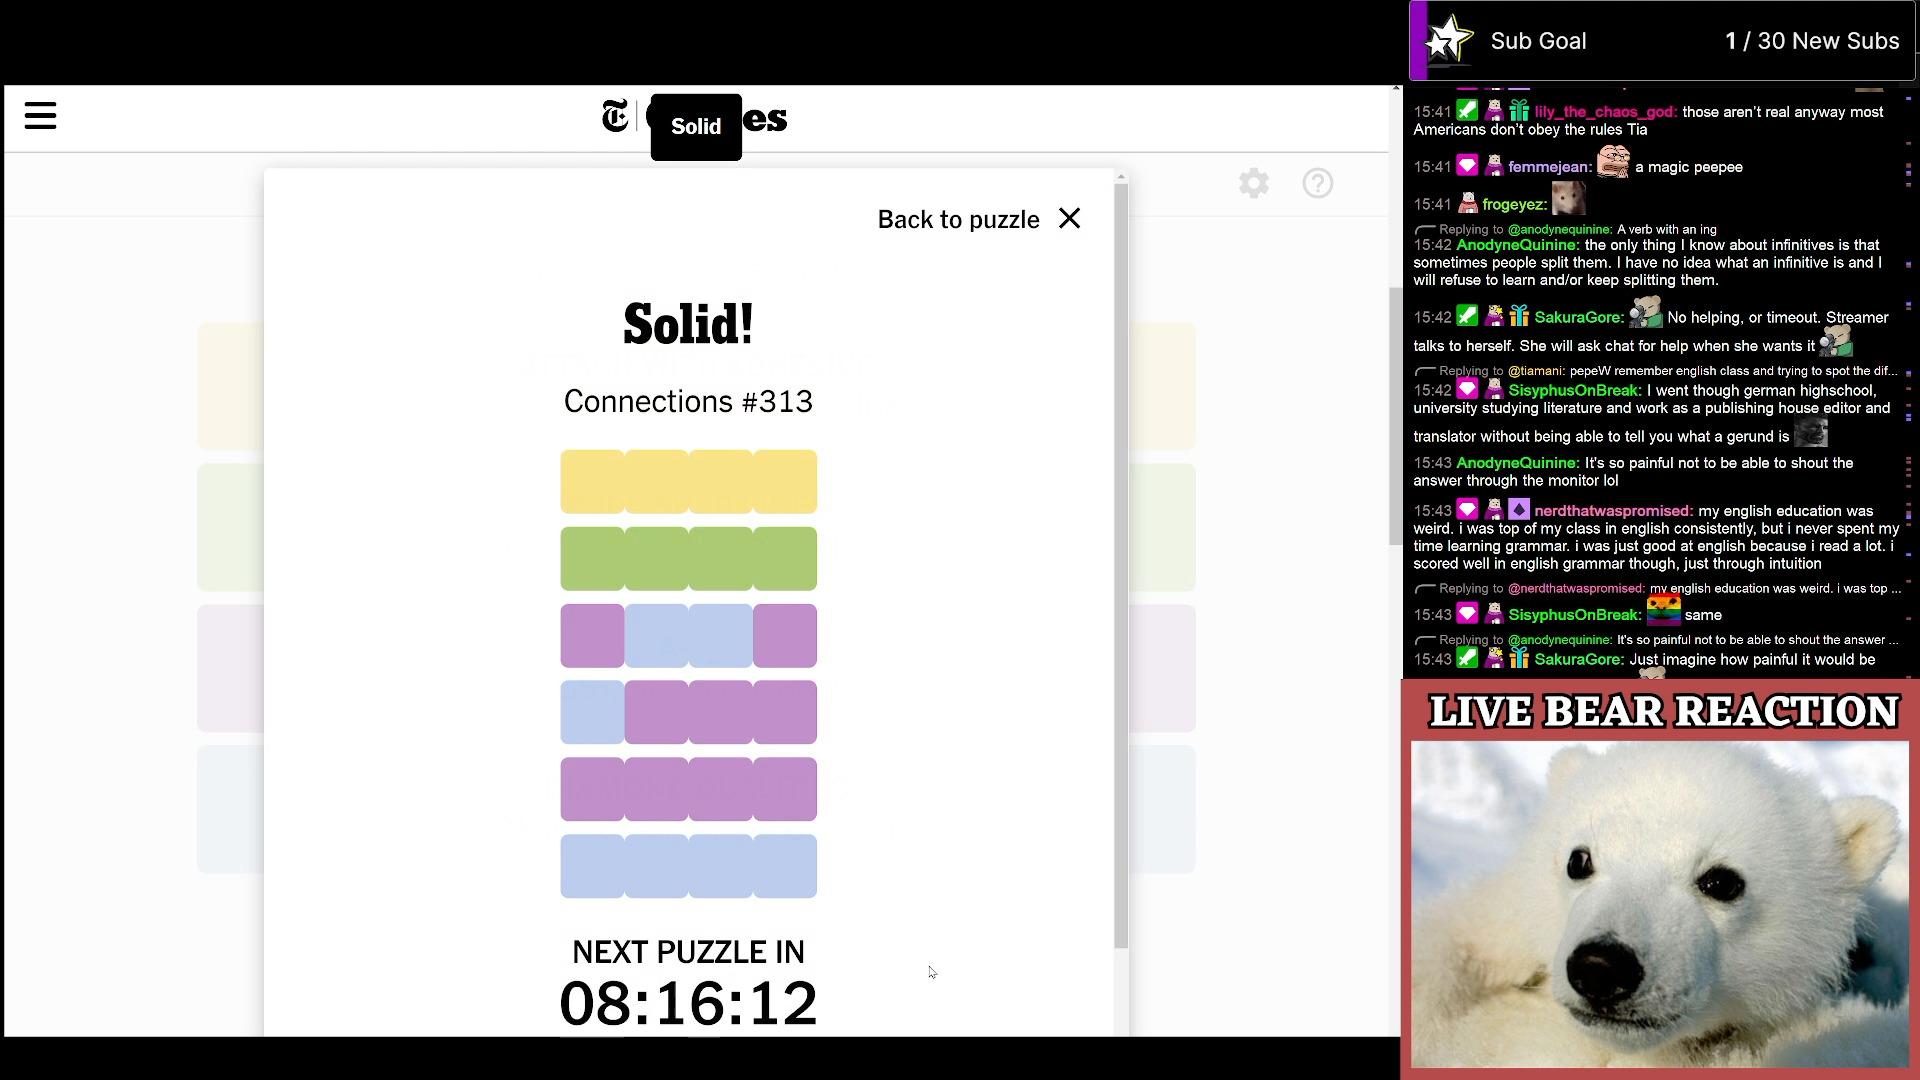 Sub Goal
1 / 30 New Subs
Solid
es
Back to puzzle
Solid!
Connections #313
NEXT PUZZLE IN
08:16:12
15:41 lily_the_chaos_god: those aren't real anyway most
Americans don't obey the rules Tia
15:41 femmejean: a magic peepee
15:41 frogeyez:
Replying to @anodynequinine: A verb with an ing
15:42 AnodyneQuinine: the only thing I know about infinitives is that
sometimes people split them. I have no idea what an infinitive is and I
will refuse to learn and/or keep splitting them.
15:42 SakuraGore: No helping, or timeout. Streamer
talks to herself. She will ask chat for help when she wants it
Replying to @tiamani: pepeW remember english class and trying to spot the dif...
15:42 SisyphusOnBreak: I went though german highschool,
university studying literature and work as a publishing house editor and
translator without being able to tell you what a gerund is
15:43 AnodyneQuinine: It's so painful not to be able to shout the
answer through the monitor lol
15:43 nerdthatwaspromised: my english education was
weird. i was top of my class in english consistently, but i never spent my
time learning grammar. i was just good at english because i read a lot. i
scored well in english grammar though, just through intuition
Replying to @nerdthatwaspromised: my english education was weird. i was top ...
15:43 SisyphusOnBreak: same
Replying to @anodynequinine: It's so painful not to be able to shout the answer ...
15:43 SakuraGore: Just imagine how painful it would be
LIVE BEAR REACTION